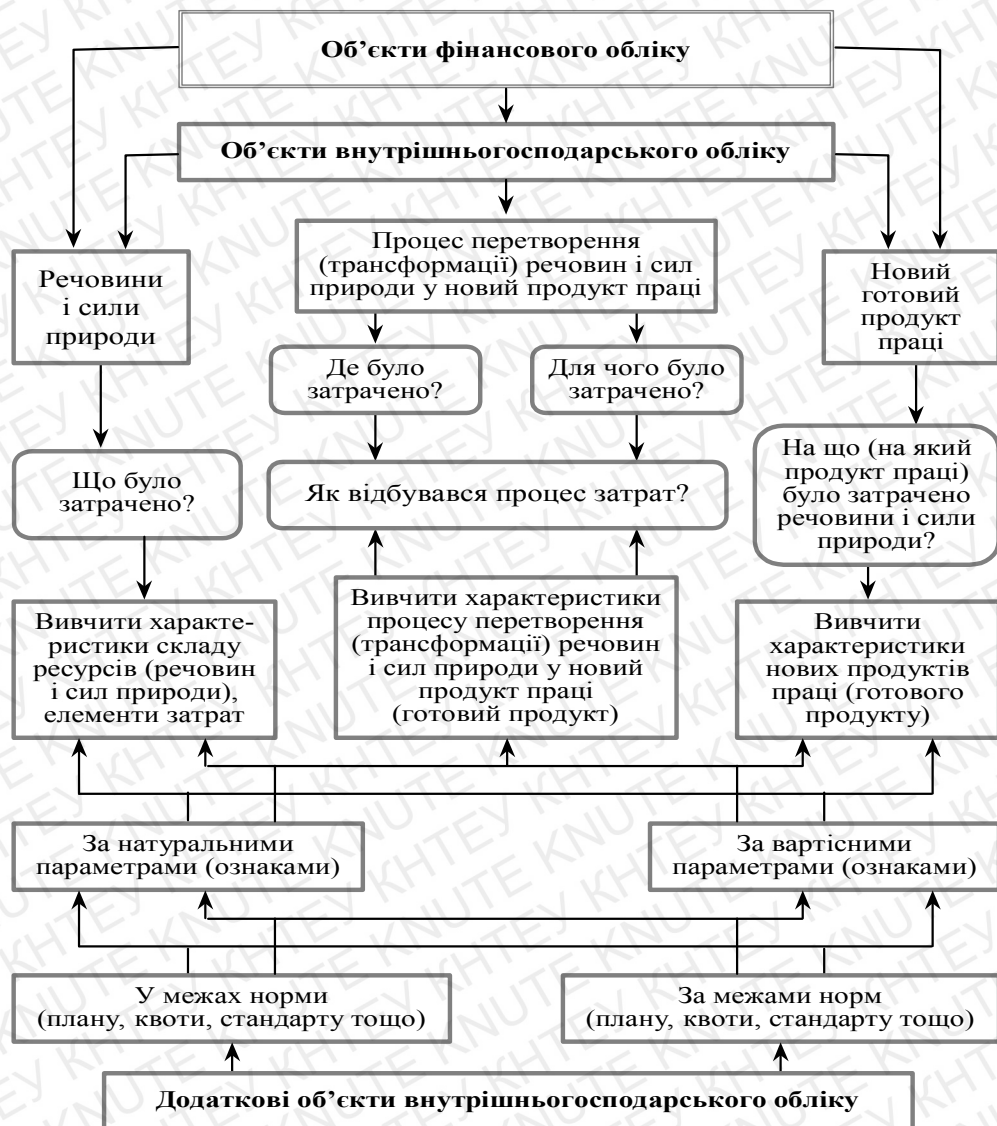 Об’єкти фінансового обліку
Об’єкти внутрішньогосподарського обліку
Речовини
і сили
природи
Процес перетворення
(трансформації) речовин і сил
природи у новий продукт праці
Новий
готовий
продукт
праці
Де було
затрачено?
Для чого було
затрачено?
Що було
затрачено?
Як відбувався процес затрат?
На що (на який
продукт праці)
було затрачено
речовини і сили
природи?
Вивчити характе-
ристики складу
ресурсів (речовин
і сил природи),
елементи затрат
Вивчити характеристики
процесу перетворення
(трансформації) речовин
і сил природи у новий
продукт праці
(готовий продукт)
Вивчити
характеристики
нових продуктів
праці (готового
продукту)
За натуральними
параметрами (ознаками)
За вартісними
параметрами (ознаками)
У межах норми
(плану, квоти, стандарту тощо)
За межами норм
(плану, квоти, стандарту тощо)
Додаткові об’єкти внутрішньогосподарського обліку